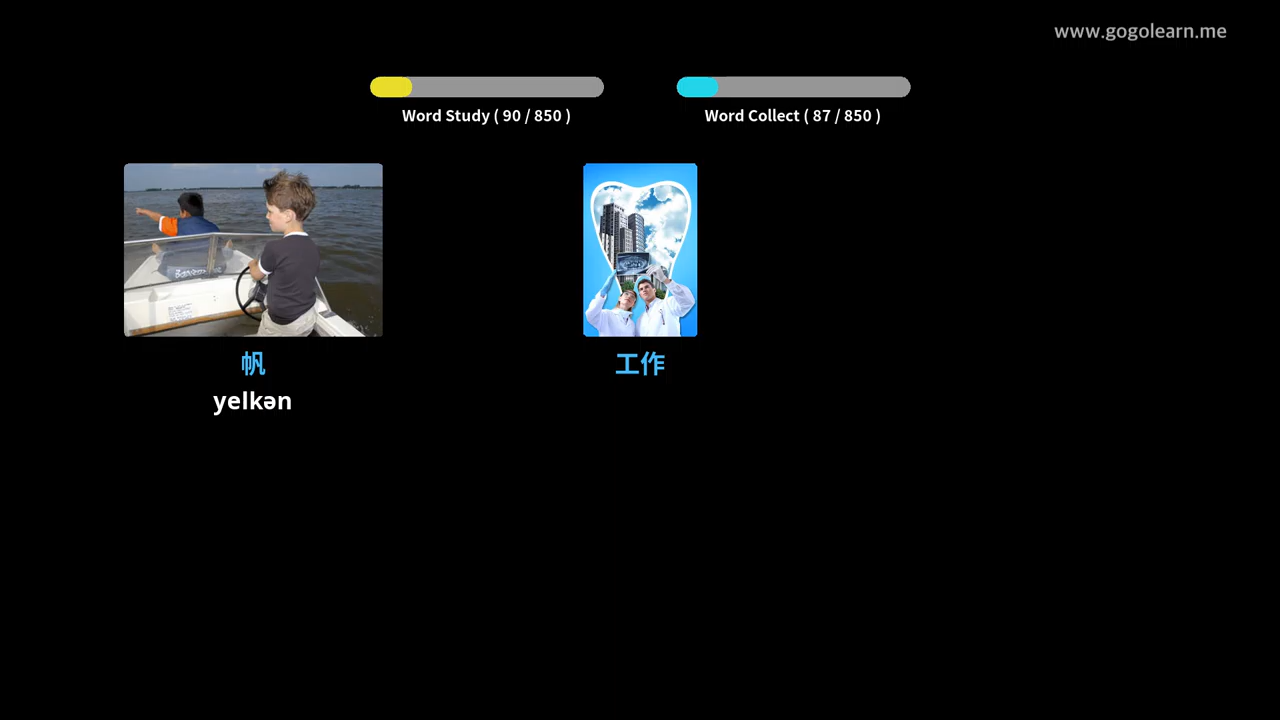 www.gogolearn.me
Word Study ( 90 / 850 )
Word Collect ( 87 / 850 )
帆
工作
yelkən